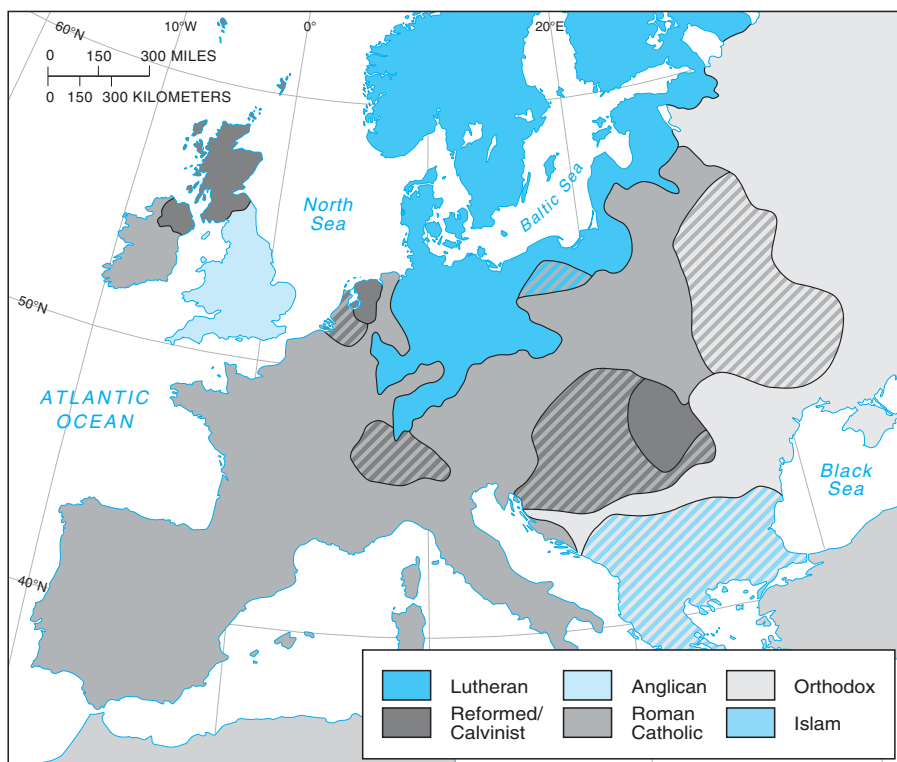 60°N
10°W
0°
20°E
0 150 300 MILES
0 150 300 KILOMETERS
North
Sea
Baltic Sea
50°N
ATLANTIC
OCEAN
Black
Sea
40°N
Lutheran
Anglican
Orthodox
Reformed/
Calvinist
Roman
Catholic
Islam